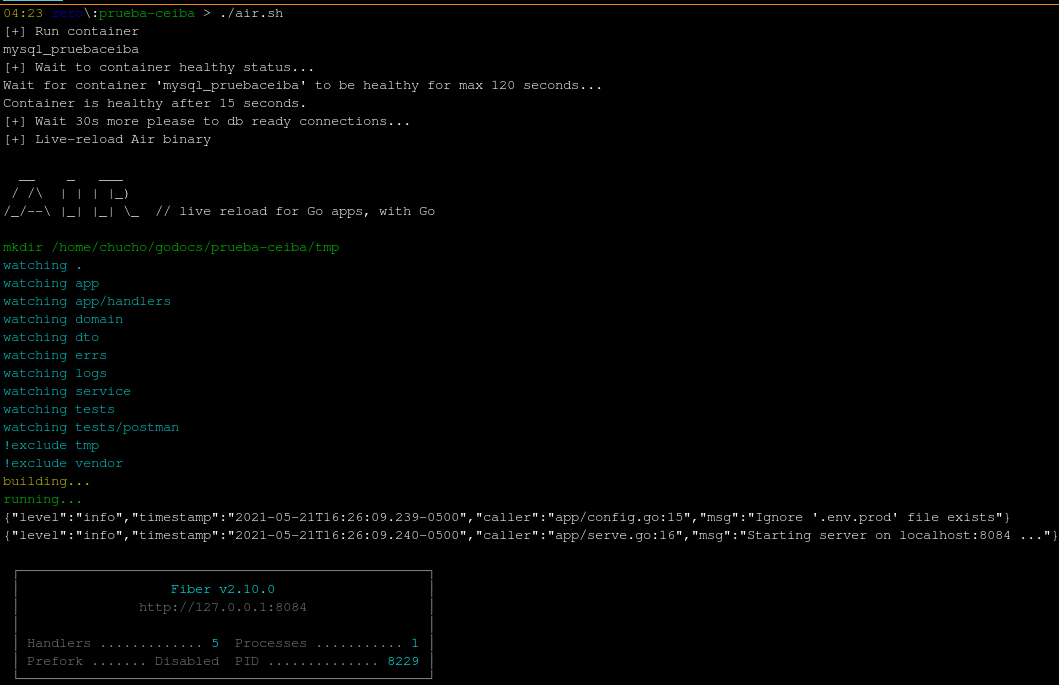 04:23 zero\:prueba-ceiba > ./air.sh
[+] Run container
mysql_pruebaceiba
[+] Wait to container healthy status...
Wait for container 'mysql_pruebaceiba' to be healthy for max 120 seconds...
Container is healthy after 15 seconds.
[+] Wait 30s more please to db ready connections...
[+] Live-reload Air binary
  __    _   ___
 / /\  | | | |_)
/_/--\ |_| |_| \_  // live reload for Go apps, with Go
mkdir /home/chucho/godocs/prueba-ceiba/tmp
watching .
watching app
watching app/handlers
watching domain
watching dto
watching errs
watching logs
watching service
watching tests
watching tests/postman
!exclude tmp
!exclude vendor
building...
running...
{"level":"info","timestamp":"2021-05-21T16:26:09.239-0500","caller":"app/config.go:15","msg":"Ignore '.env.prod' file exists"}
{"level":"info","timestamp":"2021-05-21T16:26:09.240-0500","caller":"app/serve.go:16","msg":"Starting server on localhost:8084 ..."}
Fiber v2.10.0
http://127.0.0.1:8084
Handlers ............. 5  Processes ........... 1
Prefork ....... Disabled  PID .............. 8229